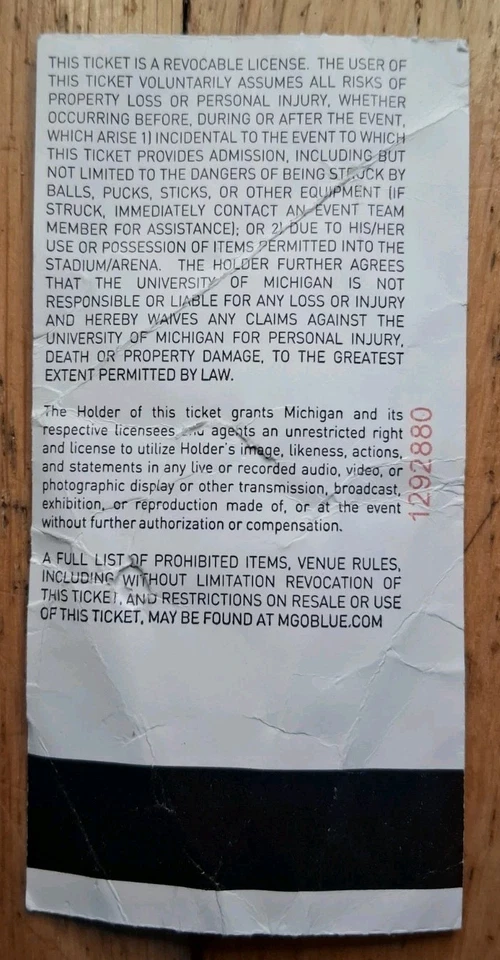 THIS TICKET IS A REVOCABLE LICENSE. THE USER OF
THIS TICKET VOLUNTARILY ASSUMES ALL RISKS OF
PROPERTY LOSS OR PERSONAL INJURY, WHETHER
OCCURRING BEFORE, DURING OR AFTER THE EVENT,
WHICH ARISE 1) INCIDENTAL TO THE EVENT TO WHICH
THIS TICKET PROVIDES ADMISSION, INCLUDING BUT
NOT LIMITED TO THE DANGERS OF BEING STRUCK BY
BALLS, PUCKS, STICKS, OR OTHER EQUIPMENT (IF
STRUCK, IMMEDIATELY CONTACT AN EVENT TEAM
MEMBER FOR ASSISTANCE); OR 2) DUE TO HIS/HER
USE OR POSSESSION OF ITEMS PERMITTED INTO THE
STADIUM/ARENA. THE HOLDER FURTHER AGREES
THAT THE UNIVERSITY OF MICHIGAN IS NOT
RESPONSIBLE OR LIABLE FOR ANY LOSS OR INJURY
AND HEREBY WAIVES ANY CLAIMS AGAINST THE
UNIVERSITY OF MICHIGAN FOR PERSONAL INJURY,
DEATH OR PROPERTY DAMAGE, TO THE GREATEST
EXTENT PERMITTED BY LAW.
The Holder of this ticket grants Michigan and its
respective licensees and agents an unrestricted right
and license to utilize Holder's image, likeness, actions,
and statements in any live or recorded audio, video, or
photographic display or other transmission, broadcast,
exhibition, or reproduction made of, or at the event
without further authorization or compensation.
A FULL LIST OF PROHIBITED ITEMS, VENUE RULES,
INCLUDING WITHOUT LIMITATION REVOCATION OF
THIS TICKET, AND RESTRICTIONS ON RESALE OR USE
OF THIS TICKET, MAY BE FOUND AT MGOBLUE.COM
1292880